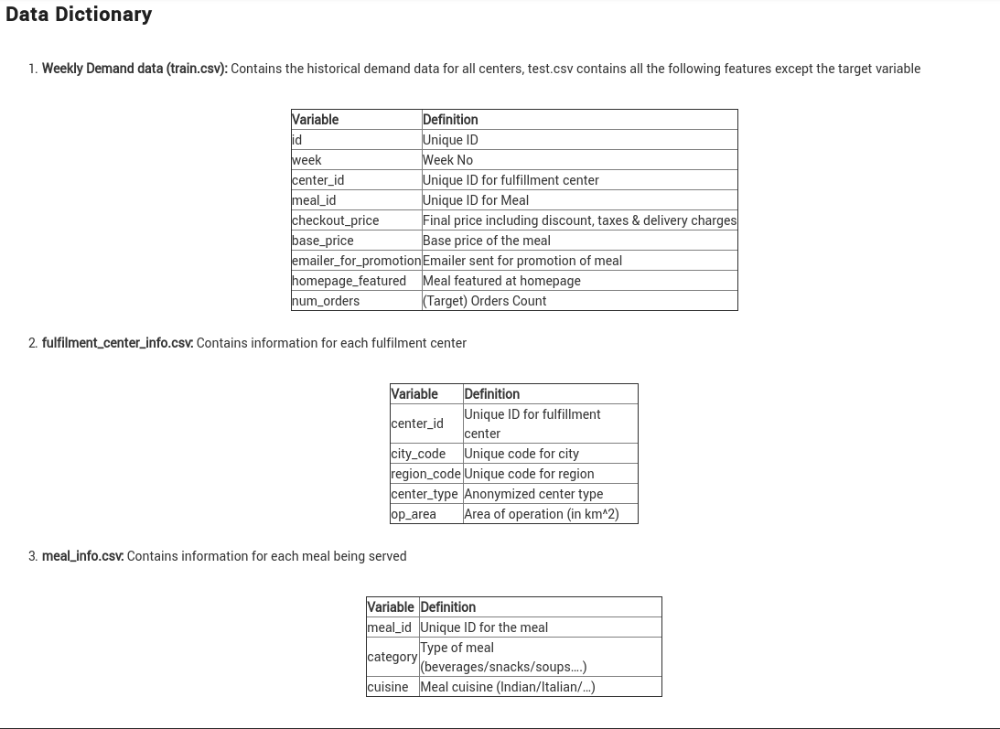 Data Dictionary
1. Weekly Demand data (train.csv): Contains the historical demand data for all centers, test.csv contains all the following features except the target variable
Variable Definition
id Unique ID
week Week No
center_id Unique ID for fulfillment center
meal_id Unique ID for Meal
checkout_price Final price including discount, taxes & delivery charges
base_price Base price of the meal
emailer_for_promotion Emailer sent for promotion of meal
homepage_featured Meal featured at homepage
num_orders (Target) Orders Count
2. fulfilment_center_info.csv: Contains information for each fulfilment center
Variable Definition
center_id Unique ID for fulfillment
center
city_code Unique code for city
region_code Unique code for region
center_type Anonymized center type
op_area Area of operation (in km^2)
3. meal_info.csv: Contains information for each meal being served
Variable Definition
meal_id Unique ID for the meal
category Type of meal
(beverages/snacks/soups....)
cuisine Meal cuisine (Indian/Italian/...)